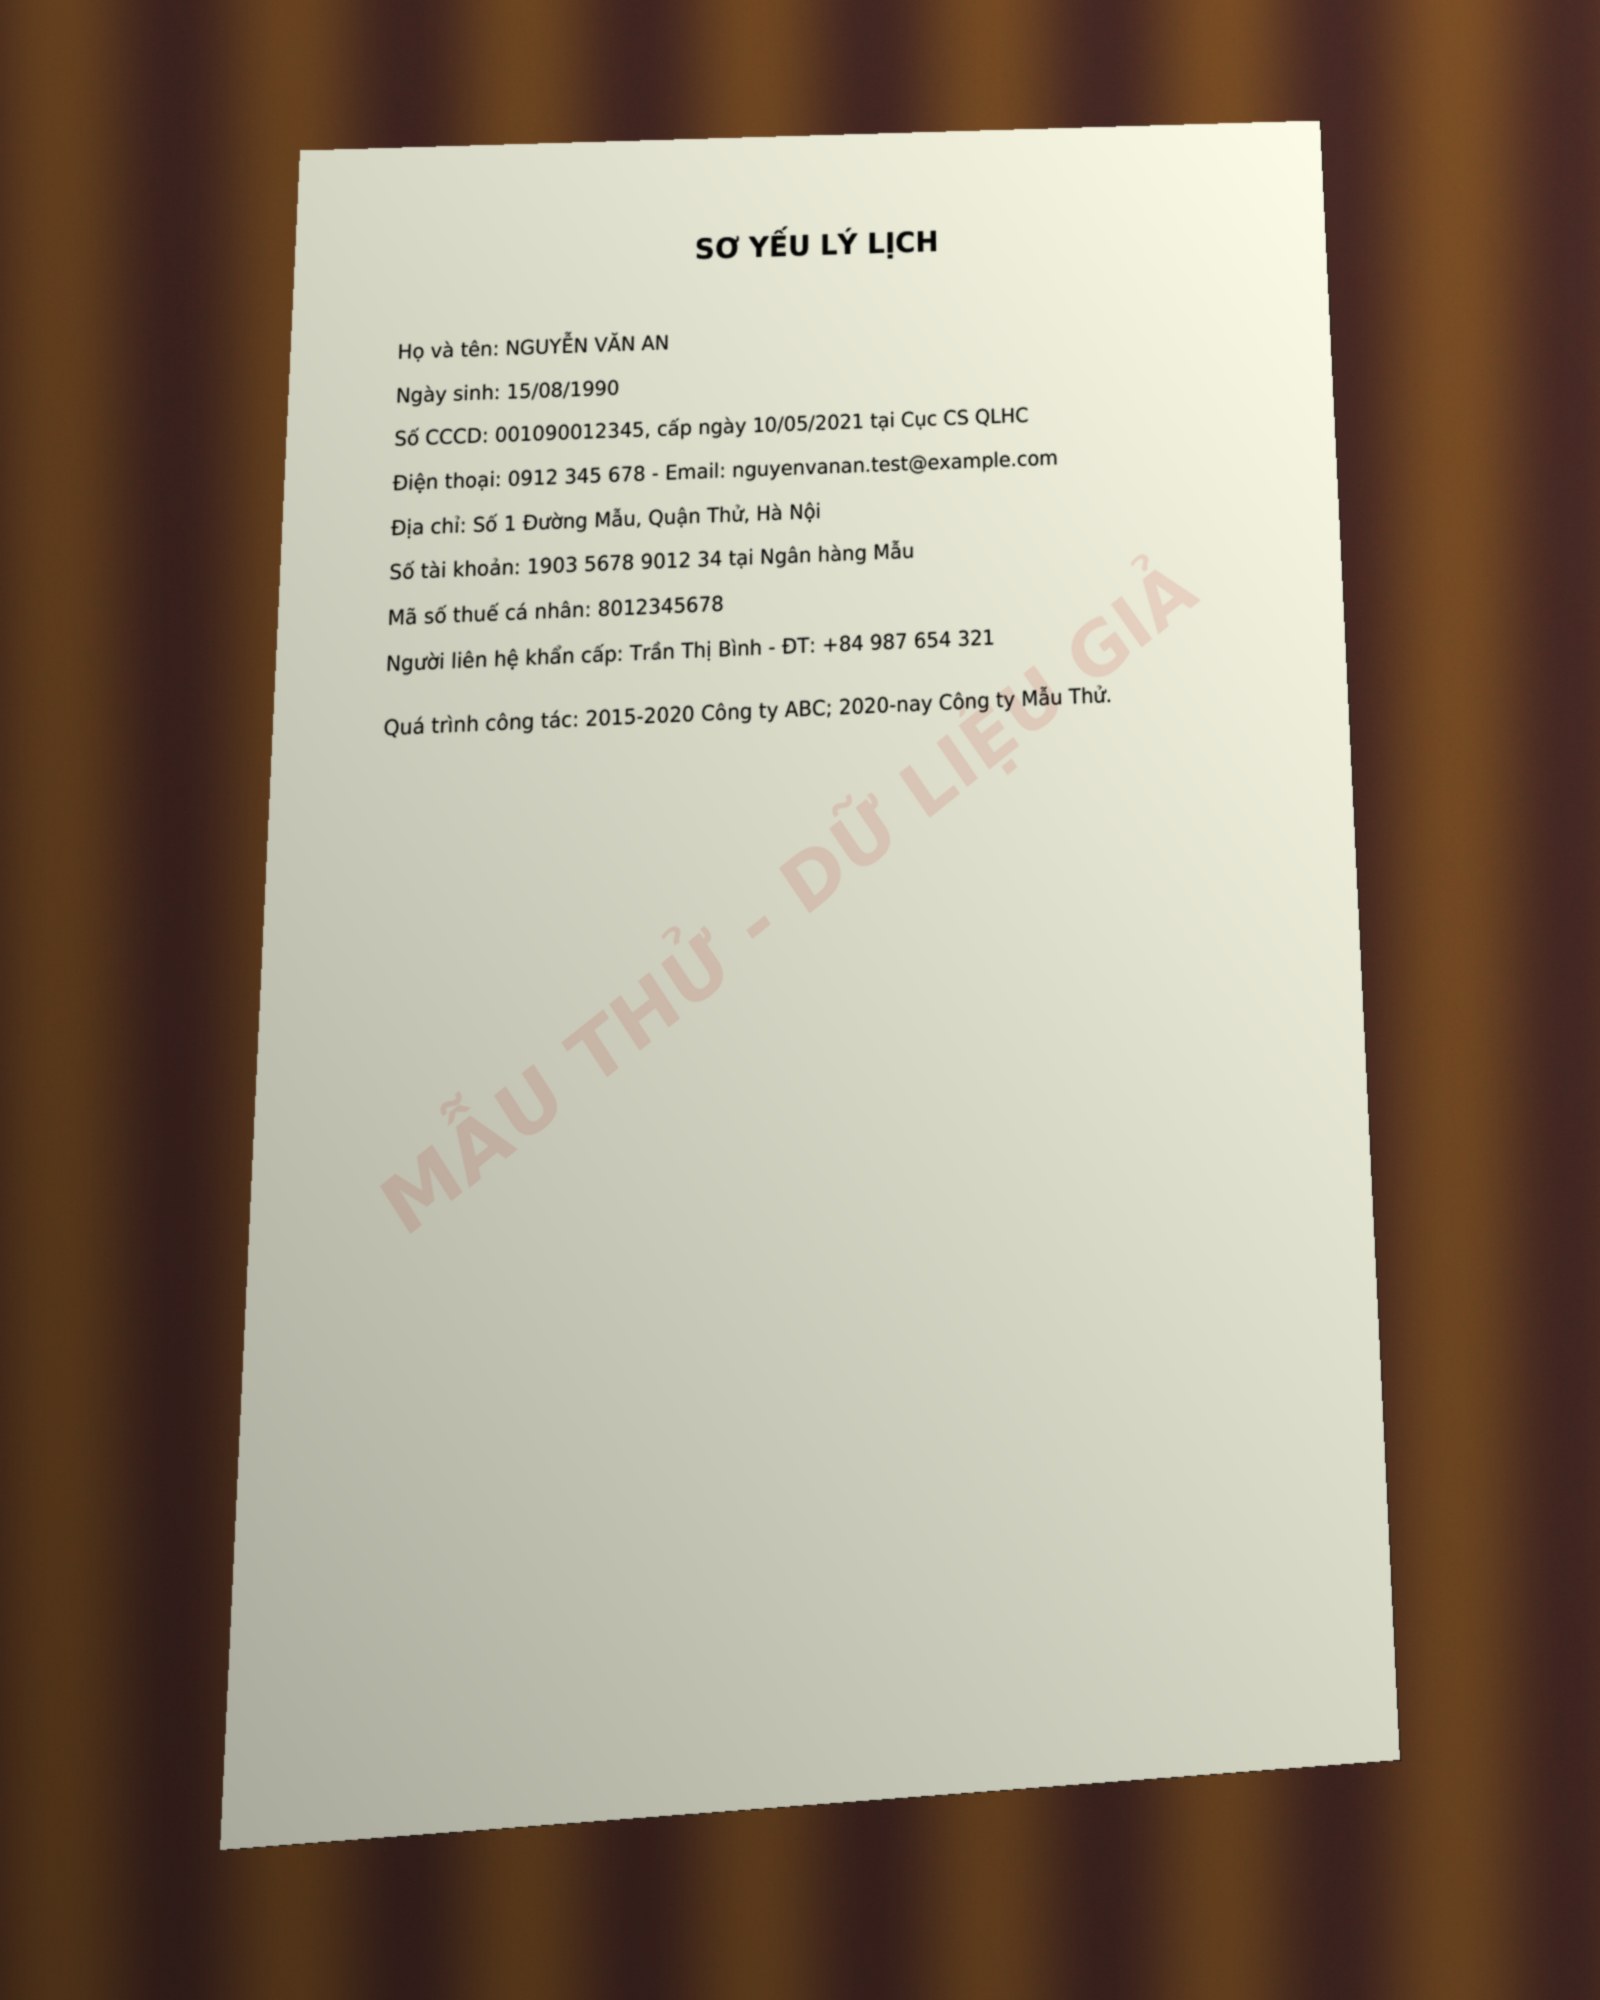 SƠ YẾU LÝ LỊCH
Họ và tên: NGUYỄN VĂN AN
Ngày sinh: 15/08/1990
Số CCCD: 001090012345, cấp ngày 10/05/2021 tại Cục CS QLHC
Điện thoại: 0912 345 678 - Email: nguyenvanan.test@example.com
Địa chỉ: Số 1 Đường Mẫu, Quận Thử, Hà Nội
Số tài khoản: 1903 5678 9012 34 tại Ngân hàng Mẫu
Mã số thuế cá nhân: 8012345678
Người liên hệ khẩn cấp: Trần Thị Bình - ĐT: +84 987 654 321
Quá trình công tác: 2015-2020 Công ty ABC; 2020-nay Công ty Mẫu Thử.
MẪU THỬ - DỮ LIỆU GIẢ